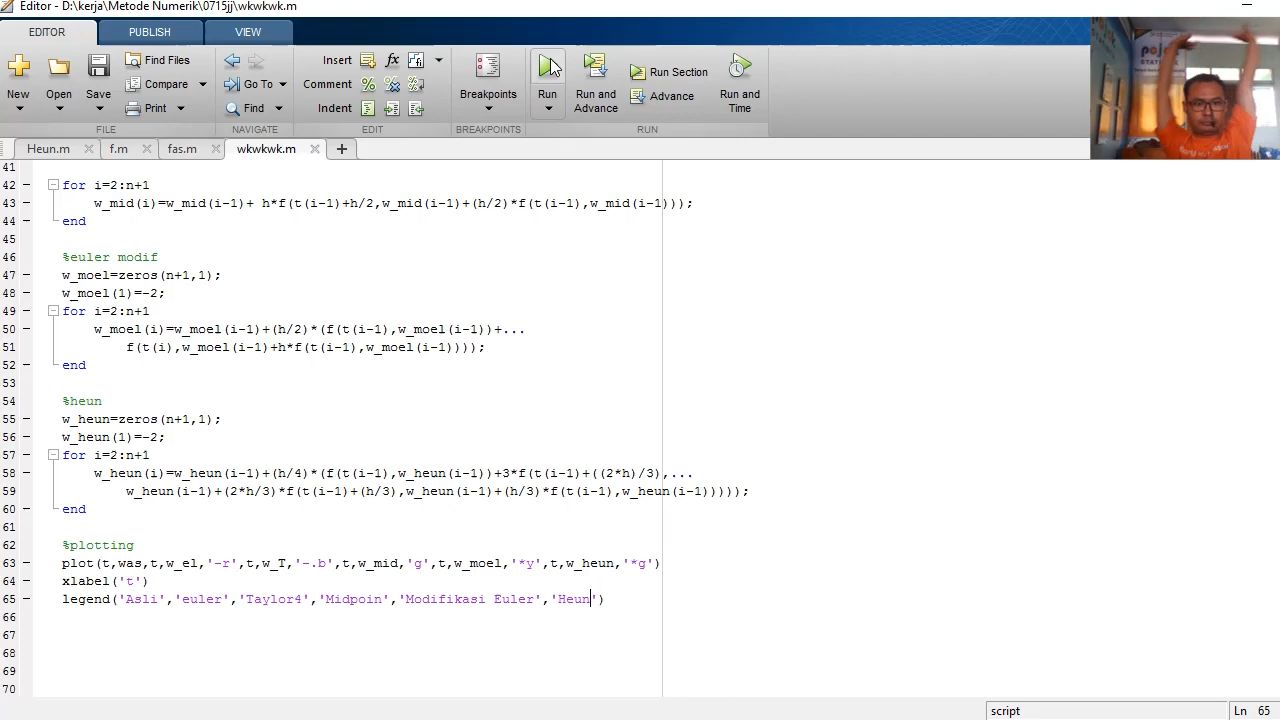 Editor - D:\kerja\Metode Numerik\0715jj\wkwkwk.m
EDITOR PUBLISH VIEW
New Open Save Find Files Compare Print
Insert Comment Indent fx
Go To Find
Breakpoints Run Run and Advance Run Section Advance Run and Time
FILE NAVIGATE EDIT BREAKPOINTS RUN
Heun.m f.m fas.m wkwkwk.m
41
42 for i=2:n+1
43 w_mid(i)=w_mid(i-1)+ h*f(t(i-1)+h/2,w_mid(i-1)+(h/2)*f(t(i-1),w_mid(i-1)));
44 end
45
46 %euler modif
47 w_moel=zeros(n+1,1);
48 w_moel(1)=-2;
49 for i=2:n+1
50 w_moel(i)=w_moel(i-1)+(h/2)*(f(t(i-1),w_moel(i-1))+...
51 f(t(i),w_moel(i-1)+h*f(t(i-1),w_moel(i-1))));
52 end
53
54 %heun
55 w_heun=zeros(n+1,1);
56 w_heun(1)=-2;
57 for i=2:n+1
58 w_heun(i)=w_heun(i-1)+(h/4)*(f(t(i-1),w_heun(i-1))+3*f(t(i-1)+((2*h)/3),...
59 w_heun(i-1)+(2*h/3)*f(t(i-1)+(h/3),w_heun(i-1)+(h/3)*f(t(i-1),w_heun(i-1)))));
60 end
61
62 %plotting
63 plot(t,was,t,w_el,'-r',t,w_T,'-.b',t,w_mid,'g',t,w_moel,'*y',t,w_heun,'*g')
64 xlabel('t')
65 legend('Asli','euler','Taylor4','Midpoin','Modifikasi Euler','Heun')
66
67
68
69
70
script Ln 65